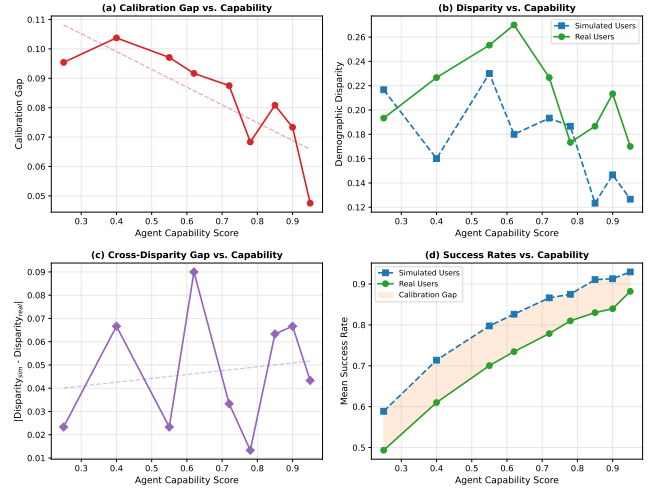 (a) Calibration Gap vs. Capability
0.11
0.10
0.09
0.08
0.07
0.06
0.05
Calibration Gap
0.3 0.4 0.5 0.6 0.7 0.8 0.9
Agent Capability Score
(b) Disparity vs. Capability
Simulated Users
Real Users
0.26
0.24
0.22
0.20
0.18
0.16
0.14
0.12
Demographic Disparity
0.3 0.4 0.5 0.6 0.7 0.8 0.9
Agent Capability Score
(c) Cross-Disparity Gap vs. Capability
0.09
0.08
0.07
0.06
0.05
0.04
0.03
0.02
0.01
|Disparity_sim - Disparity_real|
0.3 0.4 0.5 0.6 0.7 0.8 0.9
Agent Capability Score
(d) Success Rates vs. Capability
Simulated Users
Real Users
Calibration Gap
0.9
0.8
0.7
0.6
0.5
Mean Success Rate
0.3 0.4 0.5 0.6 0.7 0.8 0.9
Agent Capability Score